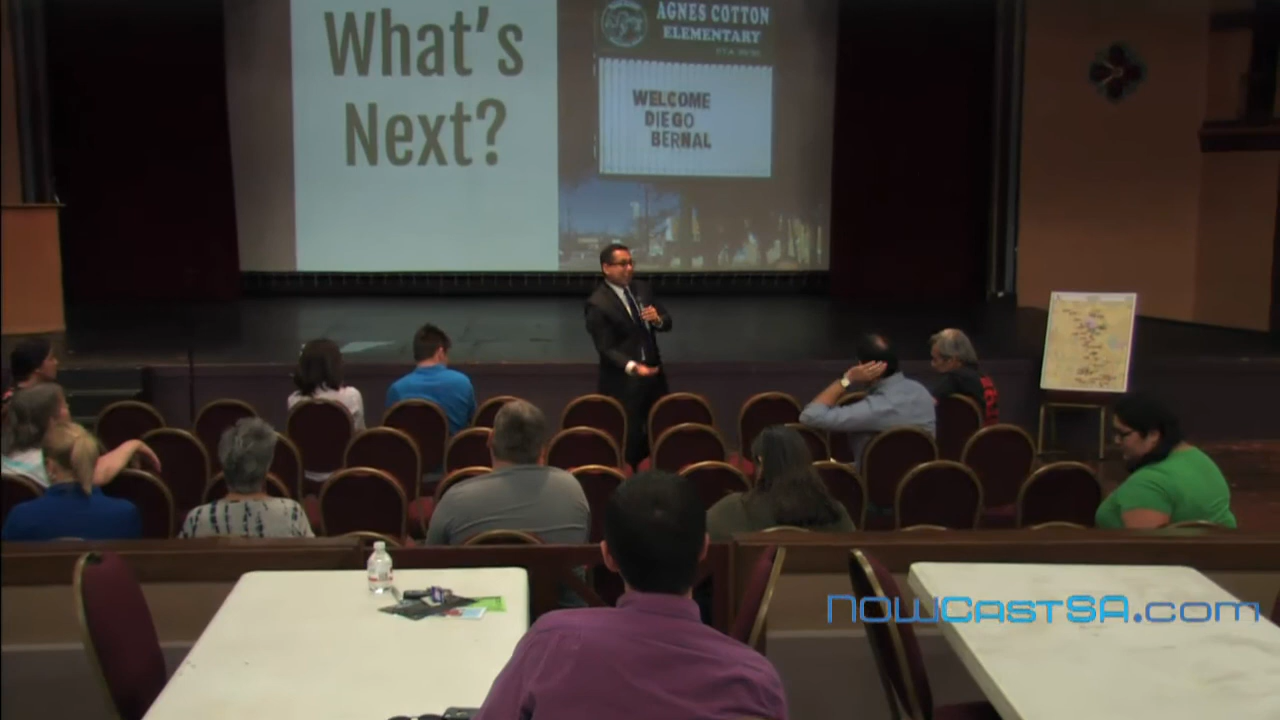 What's
Next?
AGNES COTTON
ELEMENTARY
WELCOME
DIEGO
BERNAL
NowCastSA.com